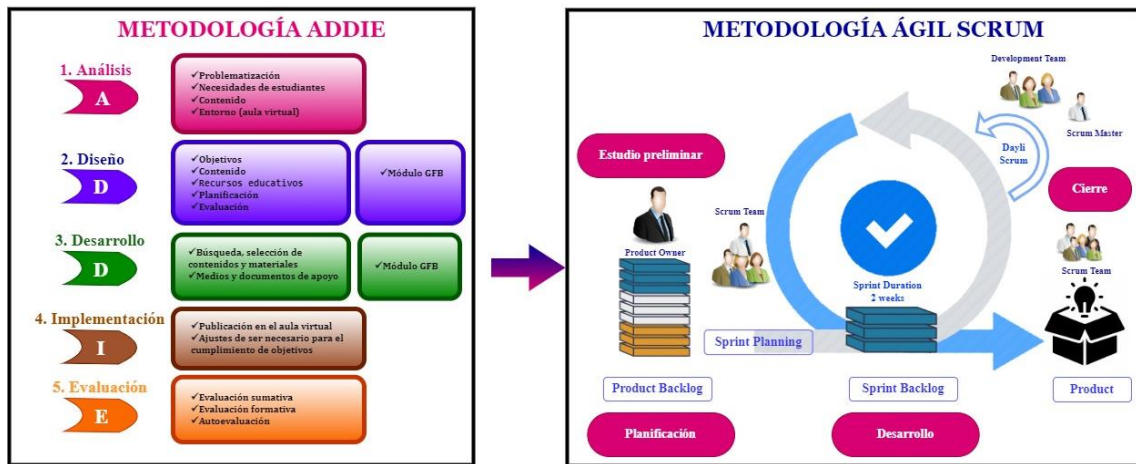 METODOLOGÍA ADDIE
1. Análisis
A
✓Problematización
✓Necesidades de estudiantes
✓Contenido
✓Entorno (aula virtual)
2. Diseño
D
✓Objetivos
✓Contenido
✓Recursos educativos
✓Planificación
✓Evaluación
✓Módulo GFB
3. Desarrollo
D
✓Búsqueda, selección de
contenidos y materiales
✓Medios y documentos de apoyo
✓Módulo GFB
4. Implementación
I
✓Publicación en el aula virtual
✓Ajustes de ser necesario para el
cumplimiento de objetivos
5. Evaluación
E
✓Evaluación sumativa
✓Evaluación formativa
✓Autoevaluación
METODOLOGÍA ÁGIL SCRUM
Development Team
Scrum Master
Dayli
Scrum
Estudio preliminar
Cierre
Scrum Team
Product Owner
Scrum Team
Sprint Duration
2 weeks
Sprint Planning
Product Backlog
Sprint Backlog
Product
Planificación
Desarrollo